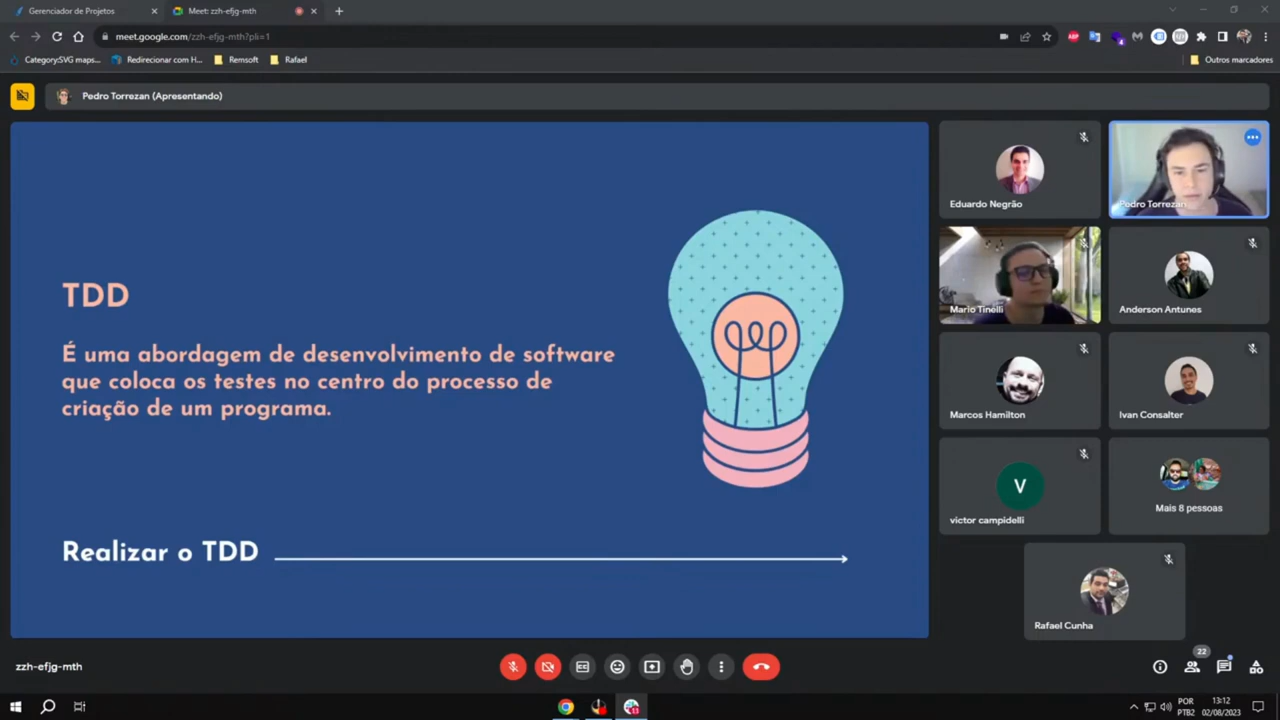 Gerenciador de Projetos
Meet: zzh-efjg-mth
meet.google.com/zzh-efjg-mth?pli=1
Category:SVG maps...
Redirecionar com H...
Remsoft
Rafael
Outros marcadores
Pedro Torrezan (Apresentando)
TDD
É uma abordagem de desenvolvimento de software
que coloca os testes no centro do processo de
criação de um programa.
Realizar o TDD
Eduardo Negrão
Pedro Torrezan
Mario Tinelli
Anderson Antunes
Marcos Hamilton
Ivan Consalter
V
victor campidelli
Mais 8 pessoas
Rafael Cunha
zzh-efjg-mth
22
POR
PTB2
13:12
02/08/2023